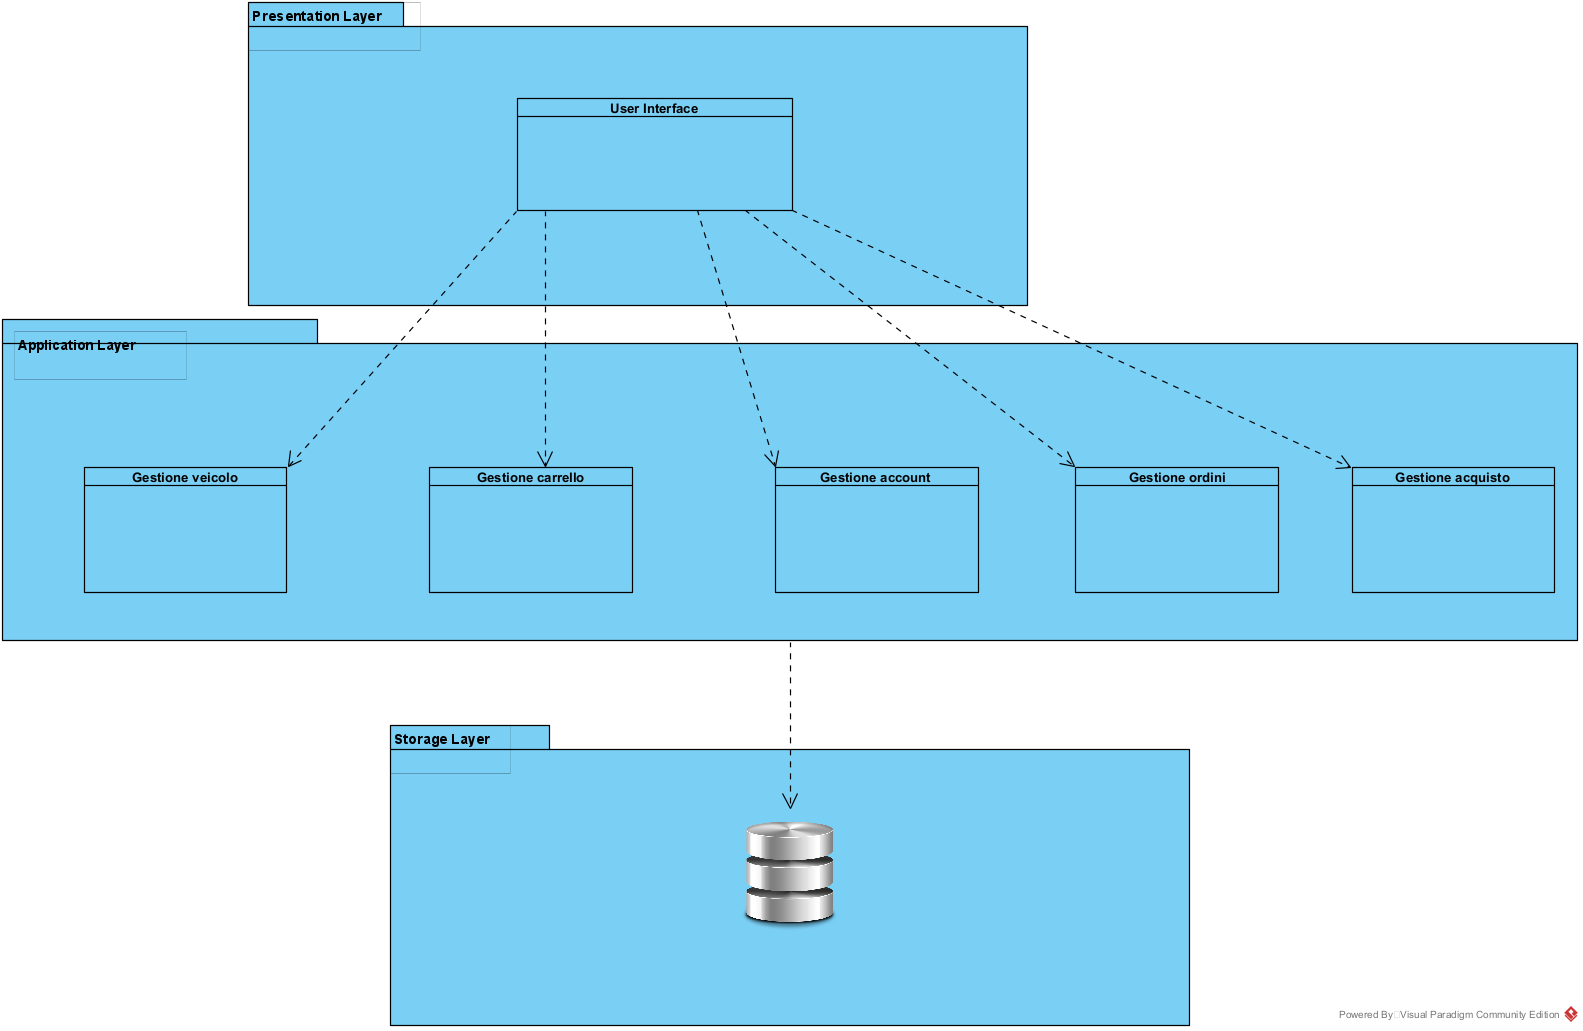 Presentation Layer
User Interface
Application Layer
Gestione veicolo
Gestione carrello
Gestione account
Gestione ordini
Gestione acquisto
Storage Layer
Powered By Visual Paradigm Community Edition